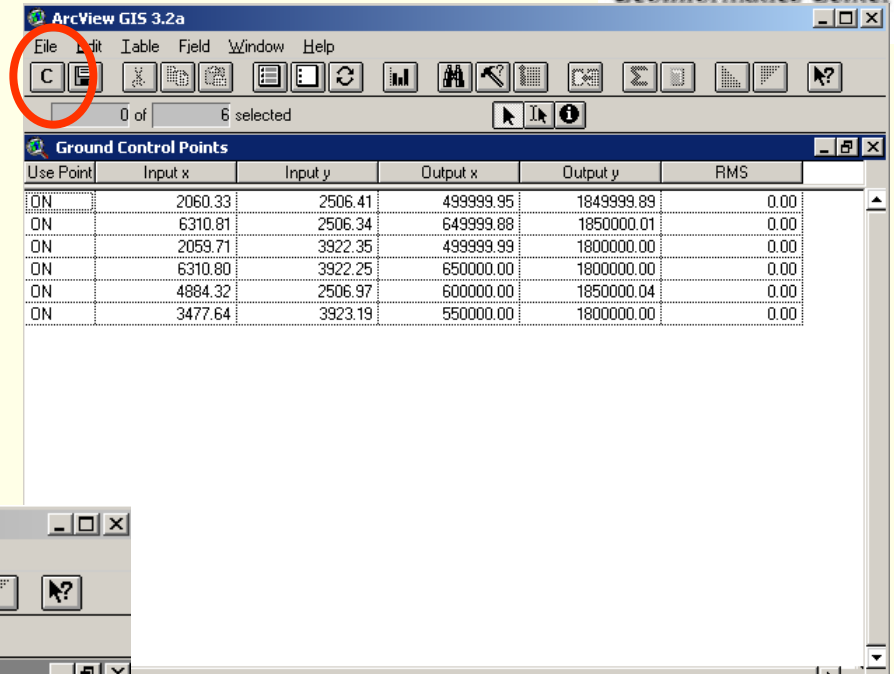 Geoinformatics Center
ArcView GIS 3.2a
File Edit Table Field Window Help
C
0 of 6 selected
Ground Control Points
Use Point Input x Input y Output x Output y RMS
ON 2060.33 2506.41 499999.95 1849999.89 0.00
ON 6310.81 2506.34 649999.88 1850000.01 0.00
ON 2059.71 3922.35 499999.99 1800000.00 0.00
ON 6310.80 3922.25 650000.00 1800000.00 0.00
ON 4884.32 2506.97 600000.00 1850000.04 0.00
ON 3477.64 3923.19 550000.00 1800000.00 0.00